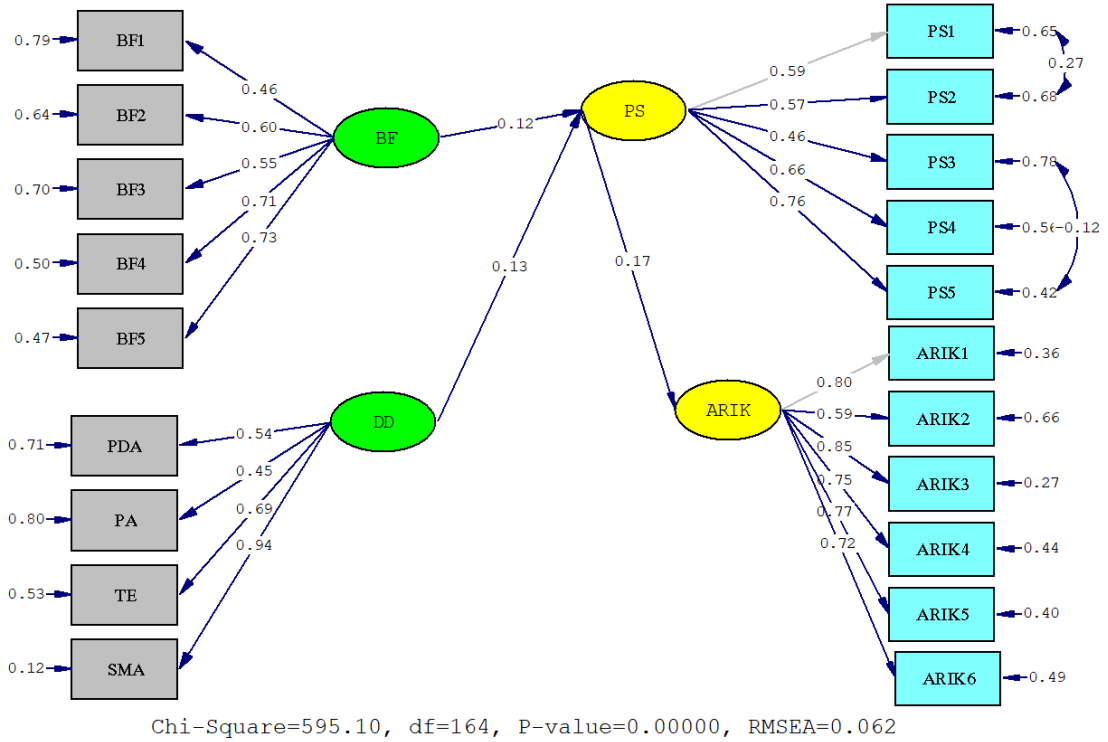 0.79 BF1
0.64 BF2
0.70 BF3
0.50 BF4
0.47 BF5
0.71 PDA
0.80 PA
0.53 TE
0.12 SMA
0.46
0.60
0.55
0.71
0.73
BF
0.54
0.45
0.69
0.94
DD
0.12
0.13
PS
0.17
ARIK
0.59
0.57
0.46
0.66
0.76
0.80
0.59
0.85
0.75
0.77
0.72
PS1 0.65
0.27
PS2 0.68
PS3 0.78
PS4 -0.12
PS5 0.42
ARIK1 0.36
ARIK2 0.66
ARIK3 0.27
ARIK4 0.44
ARIK5 0.40
ARIK6 0.49
Chi-Square=595.10, df=164, P-value=0.00000, RMSEA=0.062